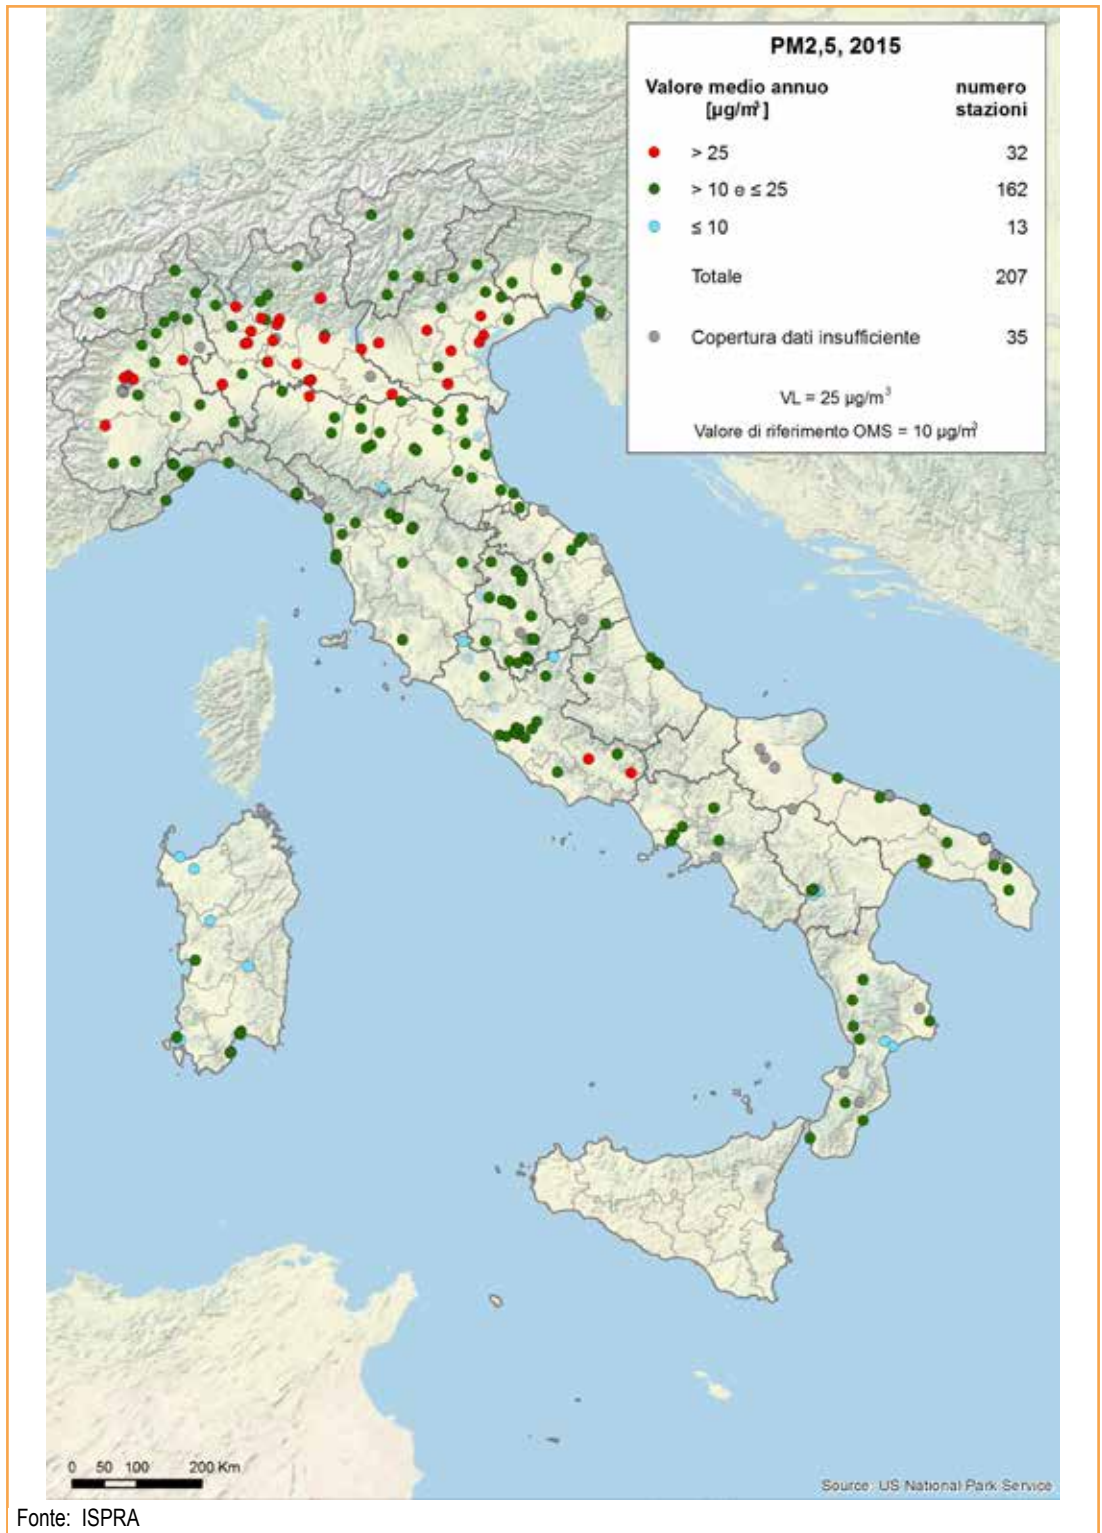 PM2,5, 2015
Valore medio annuo numero
[µg/m³] stazioni
> 25 32
> 10 e ≤ 25 162
≤ 10 13
Totale 207
Copertura dati insufficiente 35
VL = 25 µg/m³
Valore di riferimento OMS = 10 µg/m³
0 50 100 200 Km
Source: US National Park Service
Fonte: ISPRA